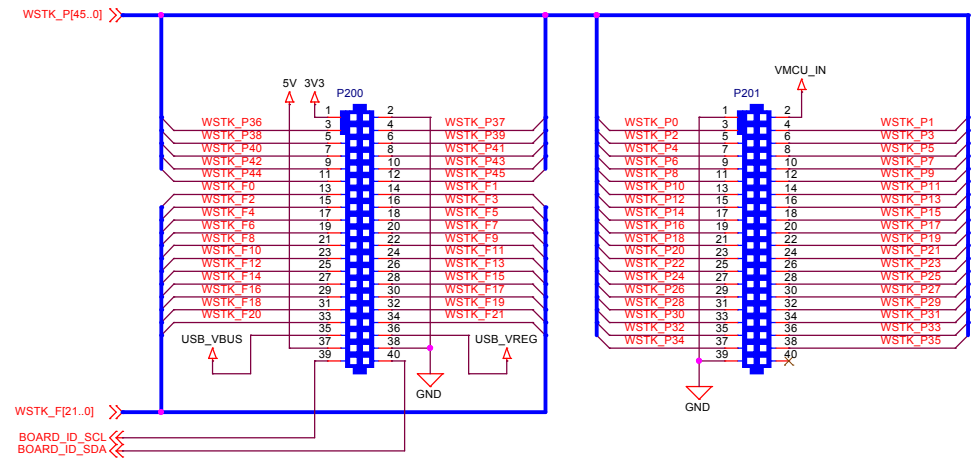 WSTK_P[45..0]
5V 3V3 P200
VMCU_IN
P201
1 2 1 2
WSTK_P36 3 4 WSTK_P37 WSTK_P0 3 4 WSTK_P1
WSTK_P38 5 6 WSTK_P39 WSTK_P2 5 6 WSTK_P3
WSTK_P40 7 8 WSTK_P41 WSTK_P4 7 8 WSTK_P5
WSTK_P42 9 10 WSTK_P43 WSTK_P6 9 10 WSTK_P7
WSTK_P44 11 12 WSTK_P45 WSTK_P8 11 12 WSTK_P9
WSTK_F0 13 14 WSTK_F1 WSTK_P10 13 14 WSTK_P11
WSTK_F2 15 16 WSTK_F3 WSTK_P12 15 16 WSTK_P13
WSTK_F4 17 18 WSTK_F5 WSTK_P14 17 18 WSTK_P15
WSTK_F6 19 20 WSTK_F7 WSTK_P16 19 20 WSTK_P17
WSTK_F8 21 22 WSTK_F9 WSTK_P18 21 22 WSTK_P19
WSTK_F10 23 24 WSTK_F11 WSTK_P20 23 24 WSTK_P21
WSTK_F12 25 26 WSTK_F13 WSTK_P22 25 26 WSTK_P23
WSTK_F14 27 28 WSTK_F15 WSTK_P24 27 28 WSTK_P25
WSTK_F16 29 30 WSTK_F17 WSTK_P26 29 30 WSTK_P27
WSTK_F18 31 32 WSTK_F19 WSTK_P28 31 32 WSTK_P29
WSTK_F20 33 34 WSTK_F21 WSTK_P30 33 34 WSTK_P31
35 36 WSTK_P32 35 36 WSTK_P33
USB_VBUS 37 38 USB_VREG WSTK_P34 37 38 WSTK_P35
39 40 39 40
GND
GND
WSTK_F[21..0]
BOARD_ID_SCL
BOARD_ID_SDA